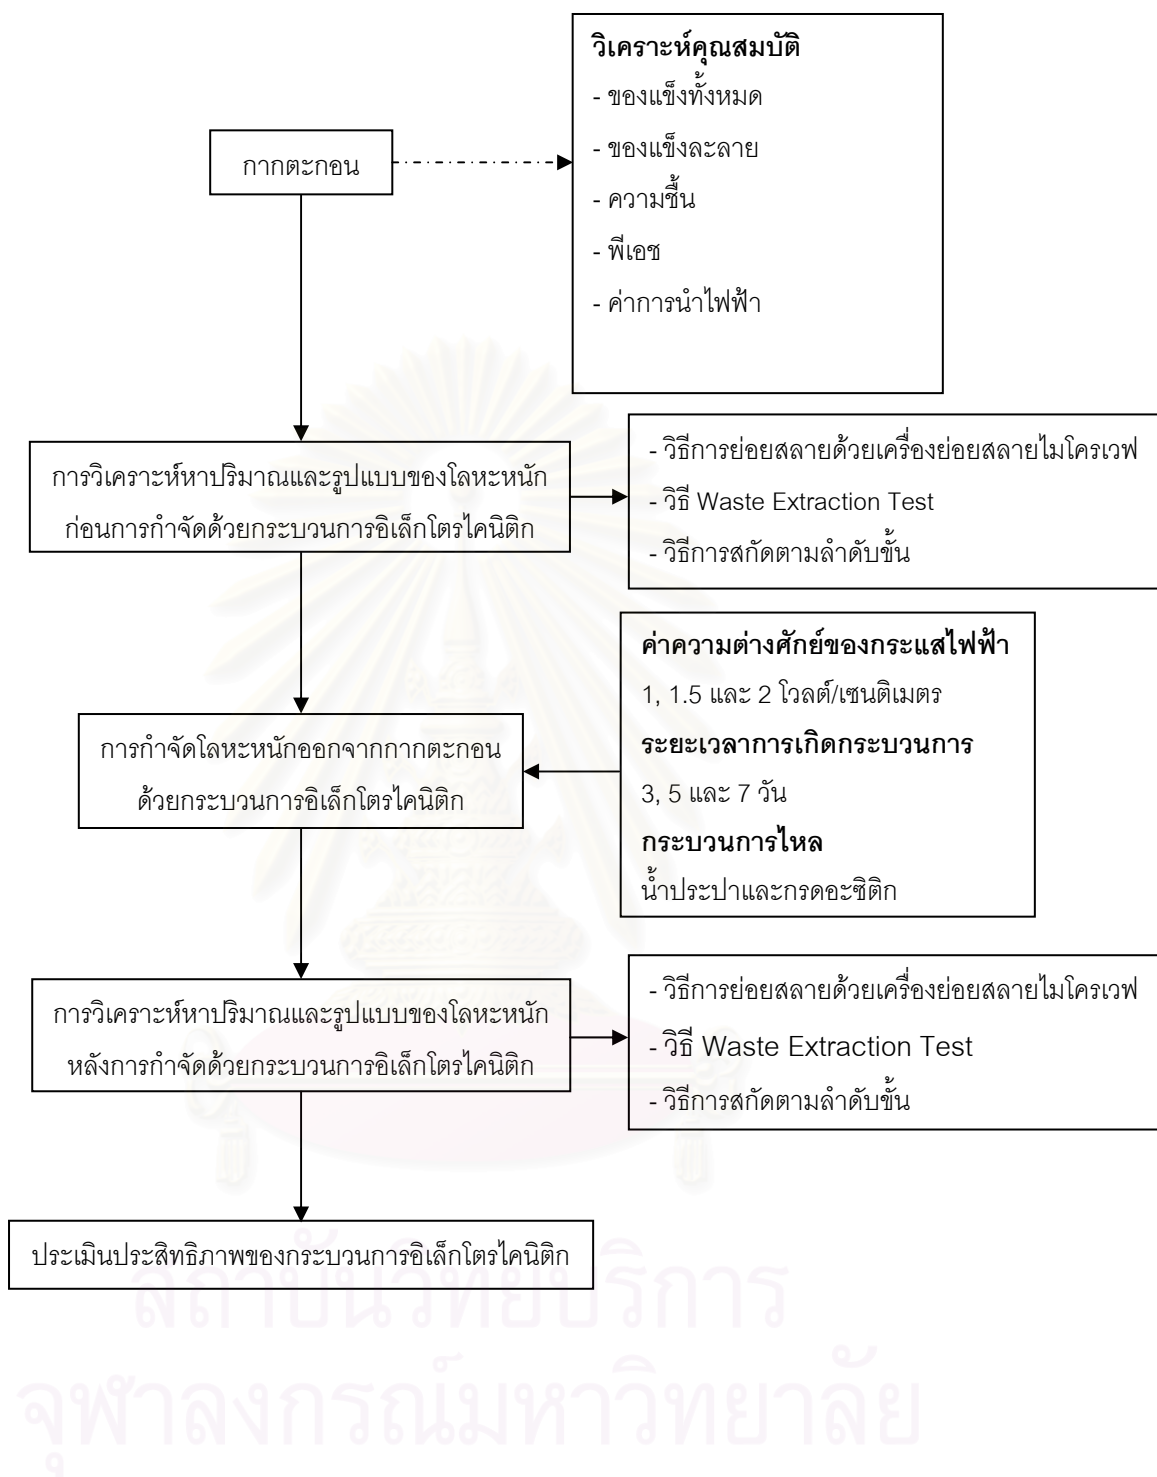 วิเคราะห์คุณสมบัติ
- ของแข็งทั้งหมด
- ของแข็งละลาย
- ความชื้น
- พีเอช
- ค่าการนำไฟฟ้า
กากตะกอน
การวิเคราะห์หาปริมาณและรูปแบบของโลหะหนัก
ก่อนการกำจัดด้วยกระบวนการอิเล็กโตรไคนิติก
- วิธีการย่อยสลายด้วยเครื่องย่อยสลายไมโครเวฟ
- วิธี Waste Extraction Test
- วิธีการสกัดตามลำดับขั้น
ค่าความต่างศักย์ของกระแสไฟฟ้า
1, 1.5 และ 2 โวลต์/เซนติเมตร
ระยะเวลาการเกิดกระบวนการ
3, 5 และ 7 วัน
กระบวนการไหล
น้ำประปาและกรดอะซิติก
การกำจัดโลหะหนักออกจากกากตะกอน
ด้วยกระบวนการอิเล็กโตรไคนิติก
การวิเคราะห์หาปริมาณและรูปแบบของโลหะหนัก
หลังการกำจัดด้วยกระบวนการอิเล็กโตรไคนิติก
- วิธีการย่อยสลายด้วยเครื่องย่อยสลายไมโครเวฟ
- วิธี Waste Extraction Test
- วิธีการสกัดตามลำดับขั้น
ประเมินประสิทธิภาพของกระบวนการอิเล็กโตรไคนิติก
สถาบันวิทยบริการ
จุฬาลงกรณ์มหาวิทยาลัย